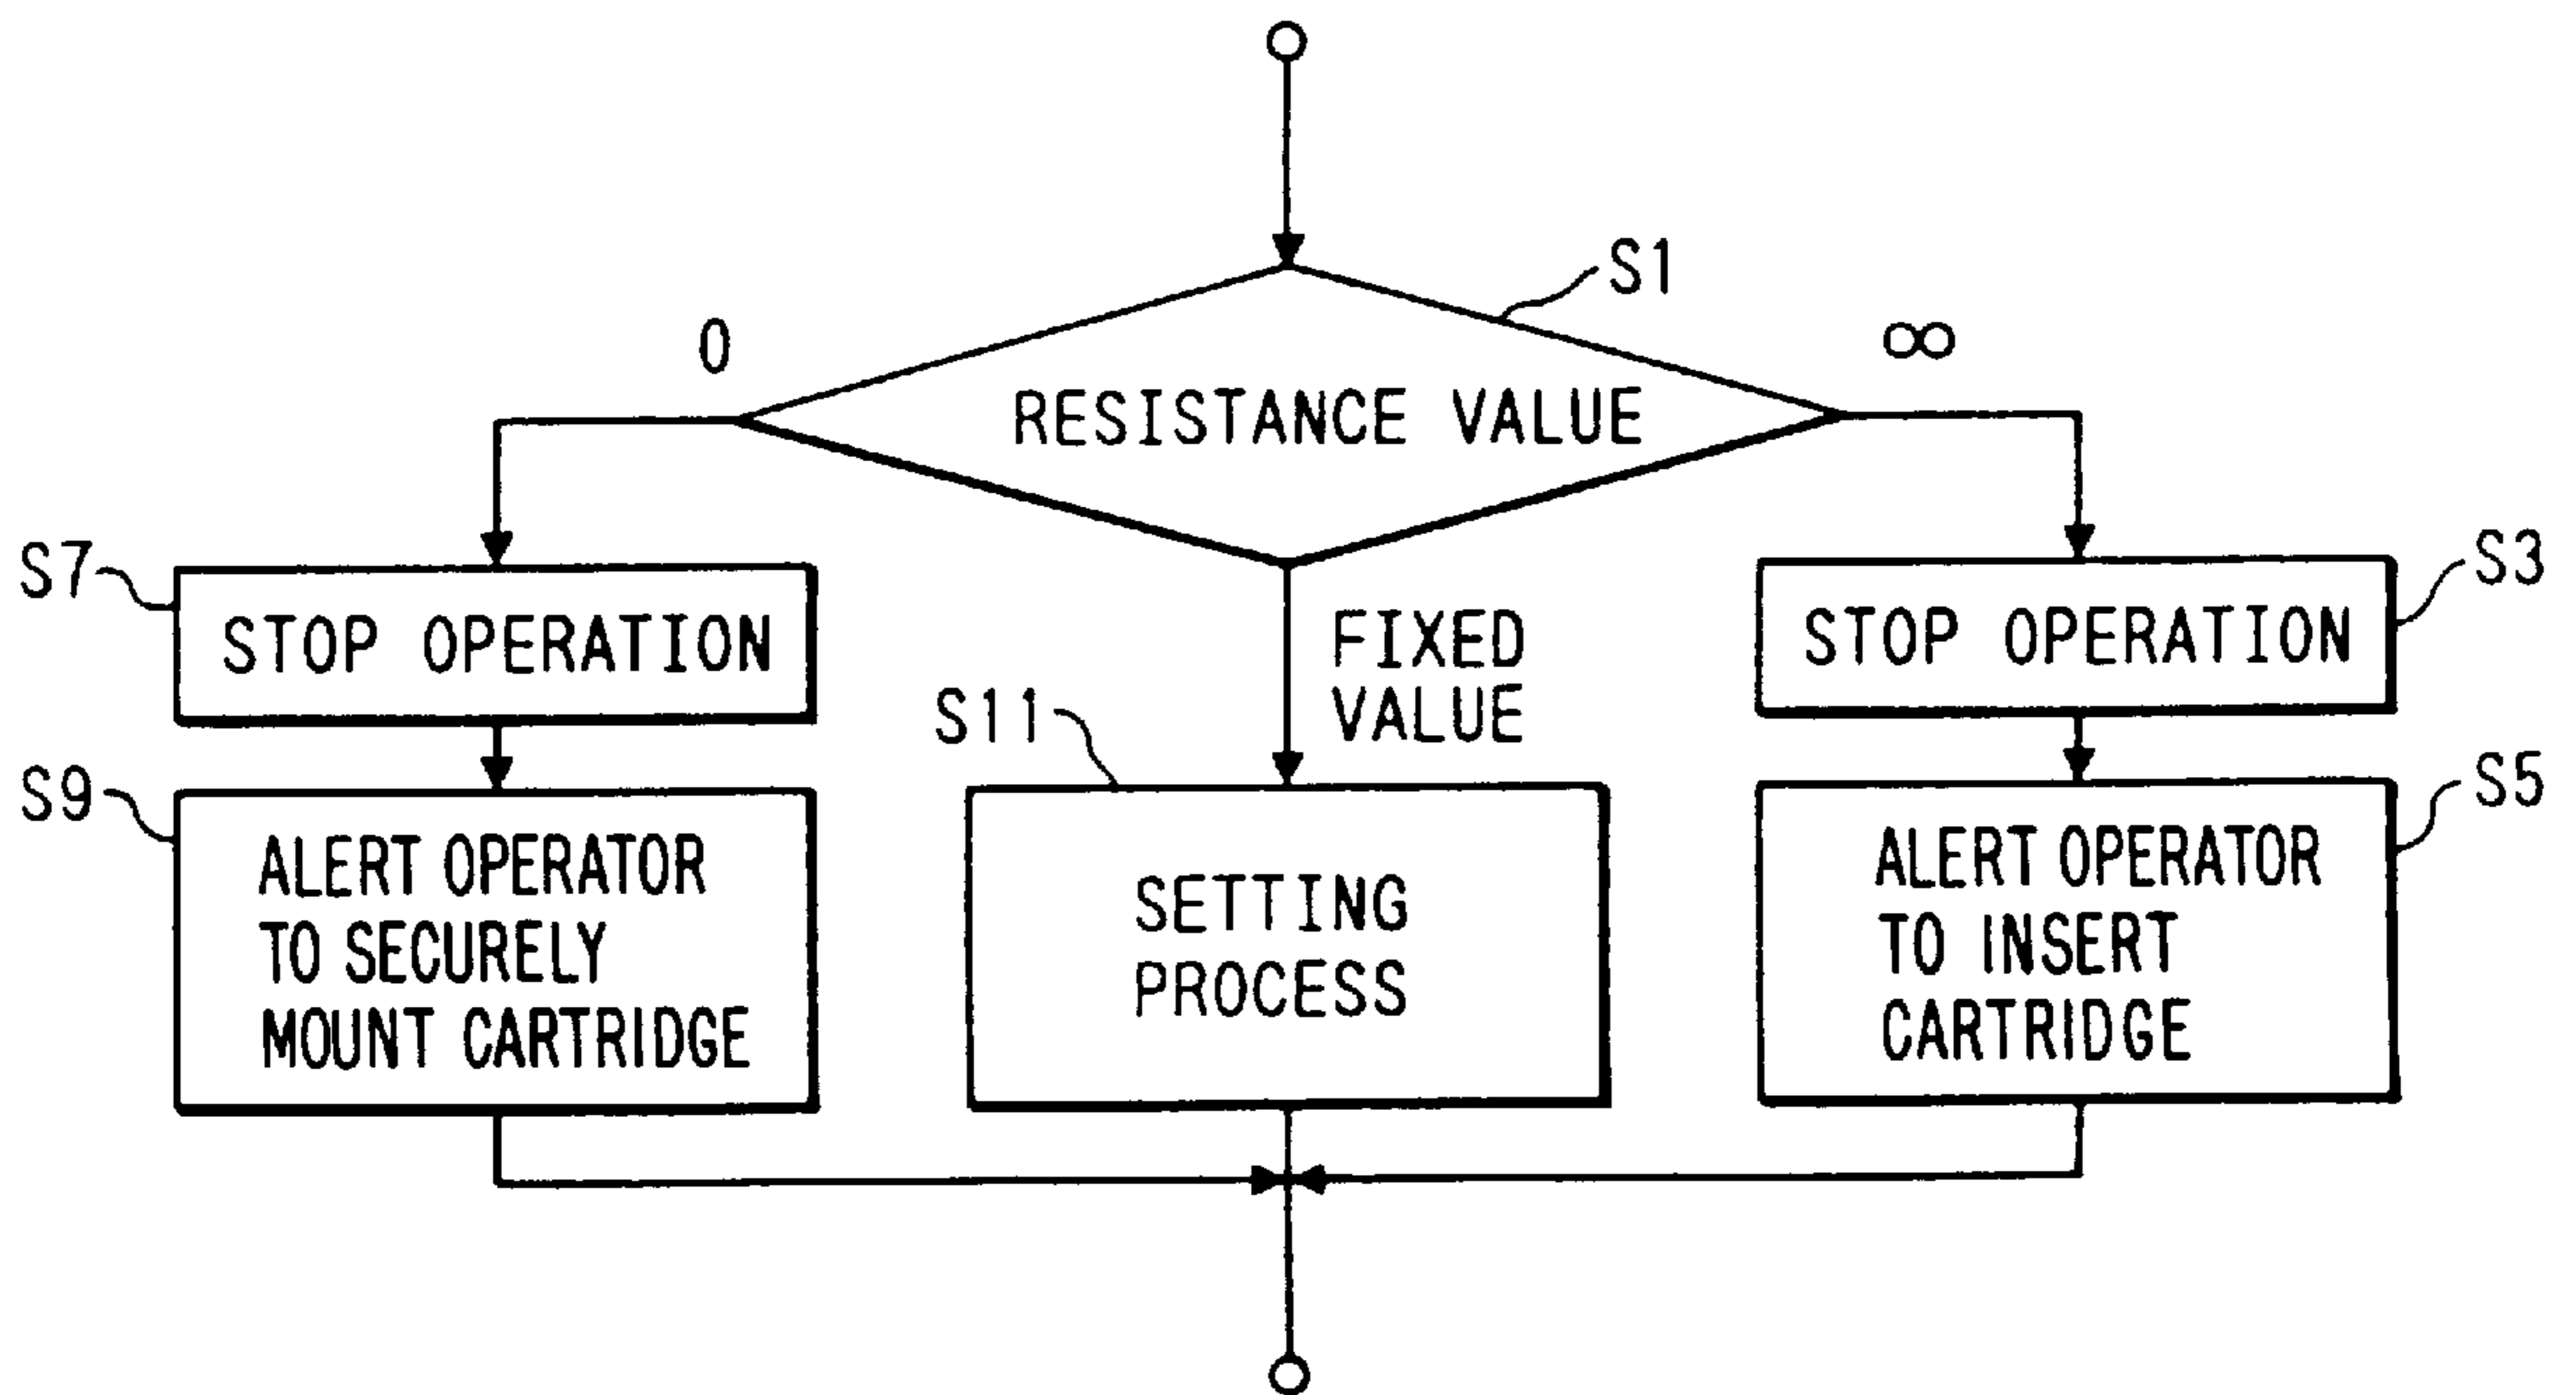 S1
0
∞
RESISTANCE VALUE
S7
STOP OPERATION
FIXED
VALUE
S3
STOP OPERATION
S9
ALERT OPERATOR
TO SECURELY
MOUNT CARTRIDGE
S11
SETTING
PROCESS
S5
ALERT OPERATOR
TO INSERT
CARTRIDGE